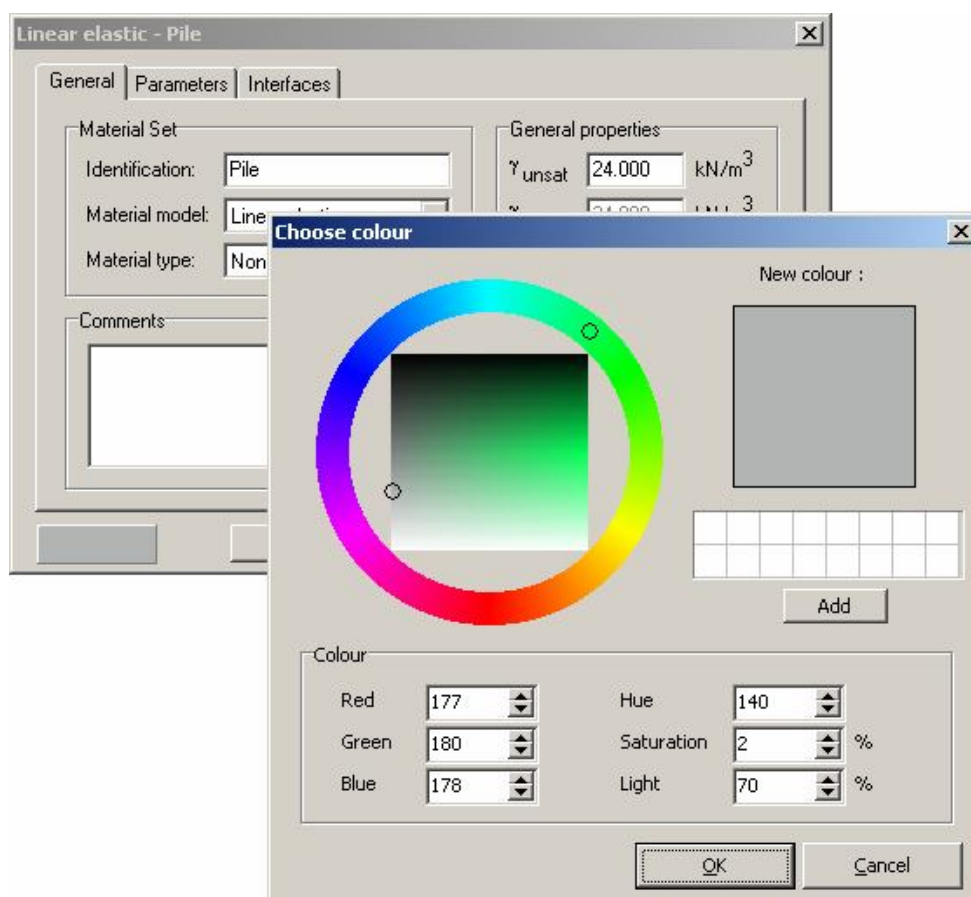 Linear elastic - Pile
General Parameters Interfaces
Material Set
Identification: Pile
Material model:
Material type: Non
Comments
General properties
γunsat 24.000 kN/m3
Choose colour
New colour :
Add
Colour
Red 177
Green 180
Blue 178
Hue 140
Saturation 2 %
Light 70 %
OK
Cancel